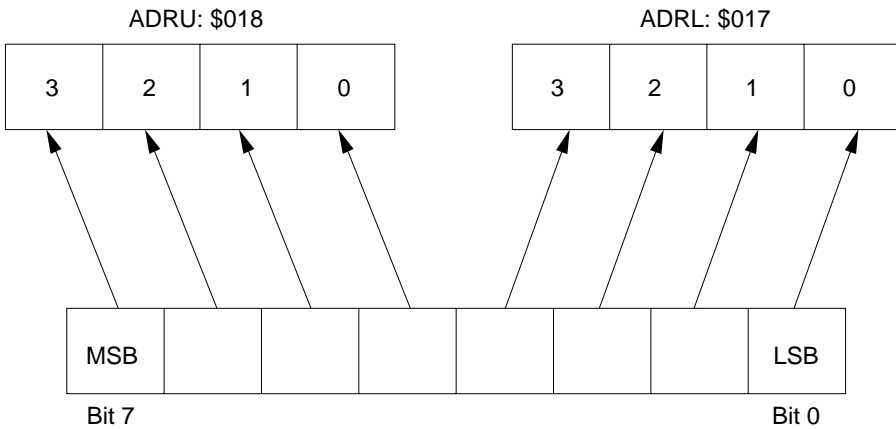 ADRU: $018 ADRL: $017
3 2 1 0 3 2 1 0
MSB LSB
Bit 7 Bit 0